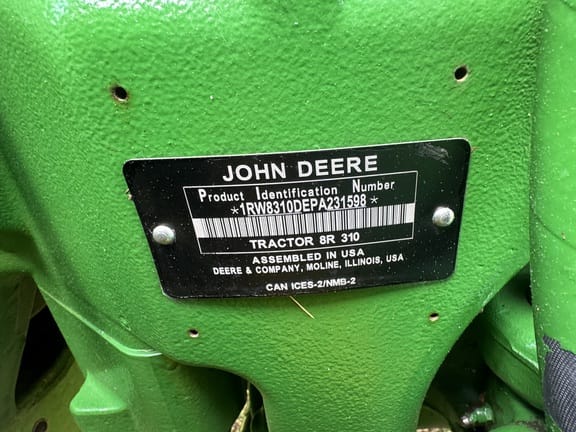 JOHN DEERE
Product Identification Number
*1RW8310DEPA231598*
TRACTOR 8R 310
ASSEMBLED IN USA
DEERE & COMPANY, MOLINE, ILLINOIS, USA
CAN ICES-2/NMB-2